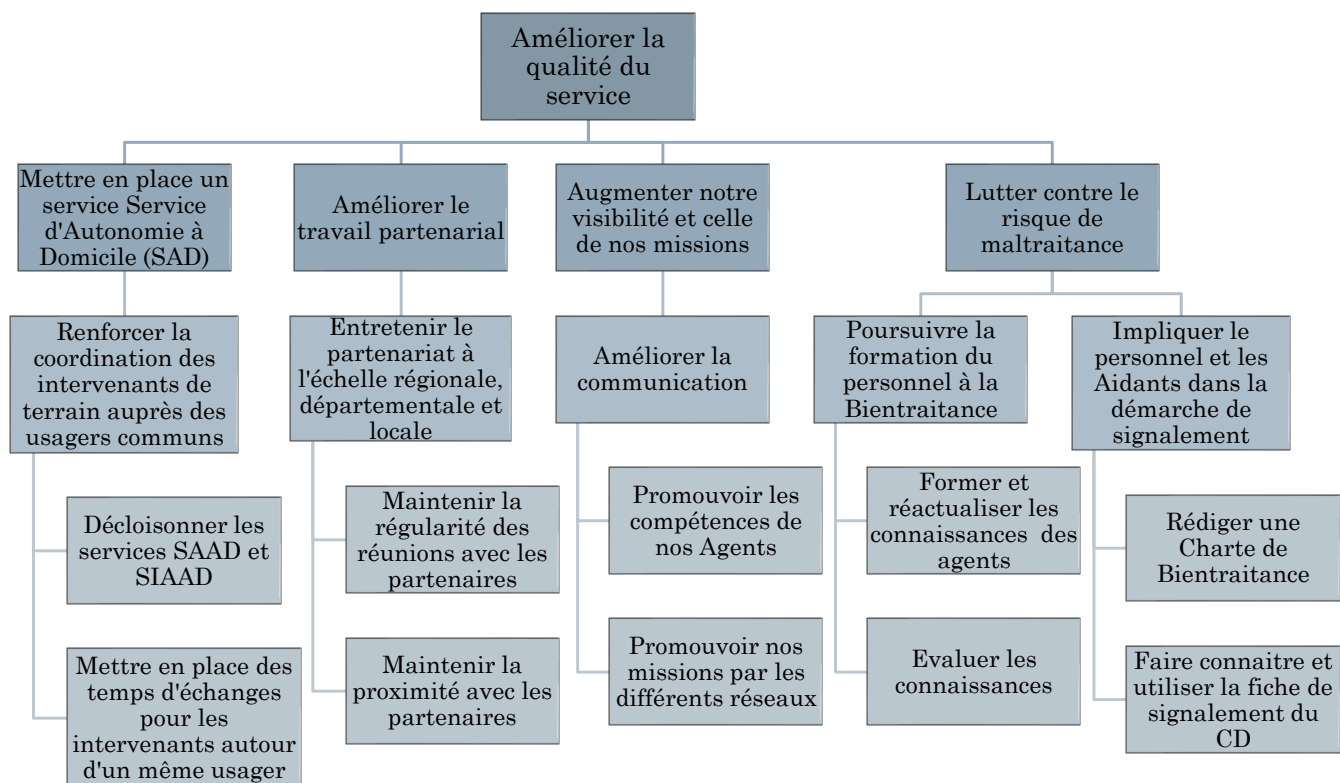 Améliorer la
qualité du
service
Mettre en place un
service Service
d'Autonomie à
Domicile (SAD)
Améliorer le
travail partenarial
Augmenter notre
visibilité et celle
de nos missions
Lutter contre le
risque de
maltraitance
Renforcer la
coordination des
intervenants de
terrain auprès des
usagers communs
Entretenir le
partenariat à
l'échelle régionale,
départementale et
locale
Améliorer la
communication
Poursuivre la
formation du
personnel à la
Bientraitance
Impliquer le
personnel et les
Aidants dans la
démarche de
signalement
Décloisonner les
services SAAD et
SIAAD
Maintenir la
régularité des
réunions avec les
partenaires
Promouvoir les
compétences de
nos Agents
Former et
réactualiser les
connaissances des
agents
Rédiger une
Charte de
Bientraitance
Mettre en place des
temps d'échanges
pour les
intervenants autour
d'un même usager
Maintenir la
proximité avec les
partenaires
Promouvoir nos
missions par les
différents réseaux
Evaluer les
connaissances
Faire connaitre et
utiliser la fiche de
signalement du
CD